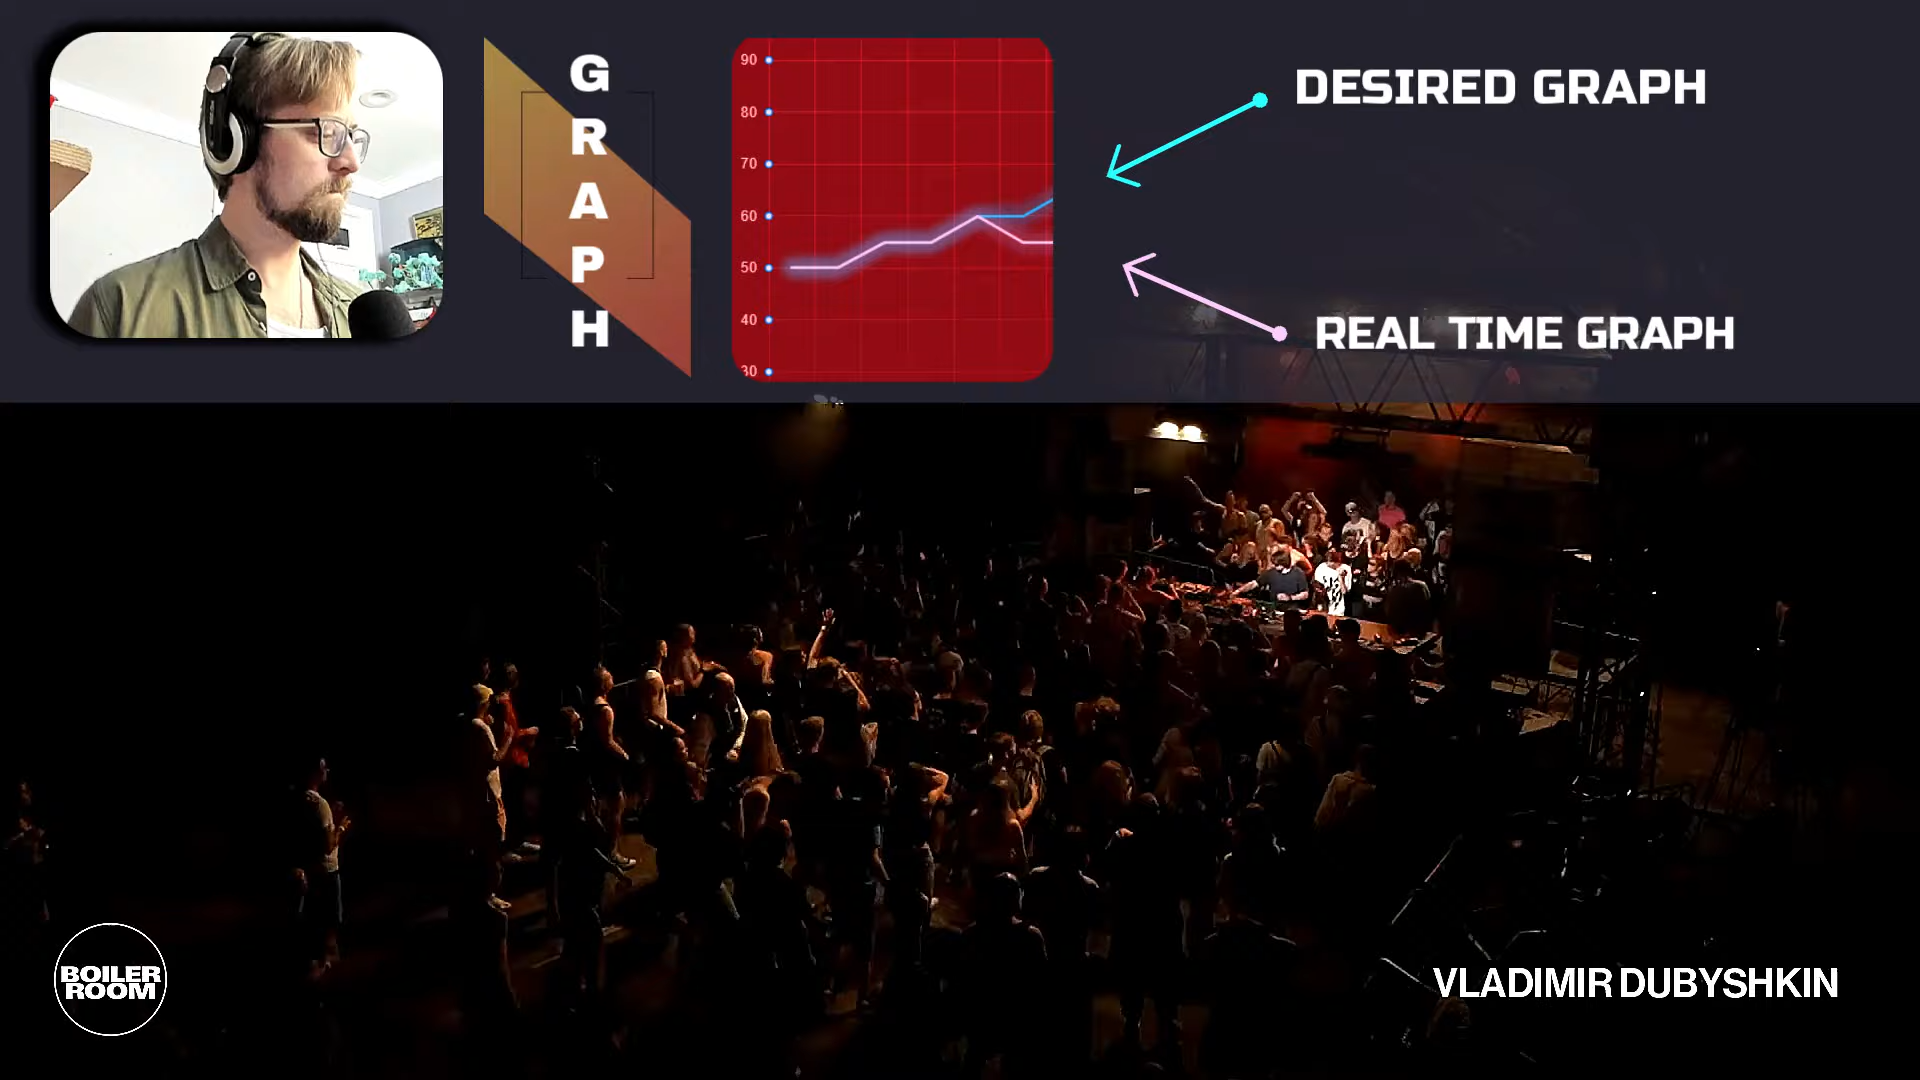 G
R
A
P
H
90
80
70
60
50
40
30
DESIRED GRAPH
REAL TIME GRAPH
BOILER
ROOM
VLADIMIR DUBYSHKIN